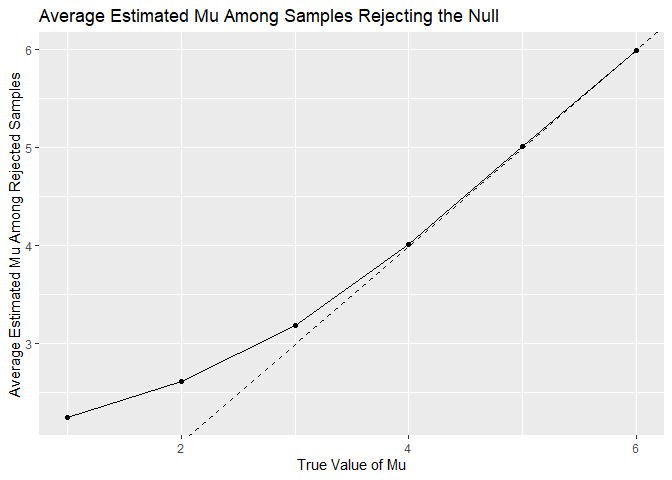 Average Estimated Mu Among Samples Rejecting the Null
Average Estimated Mu Among Rejected Samples
6
5
4
3
2
4
6
True Value of Mu